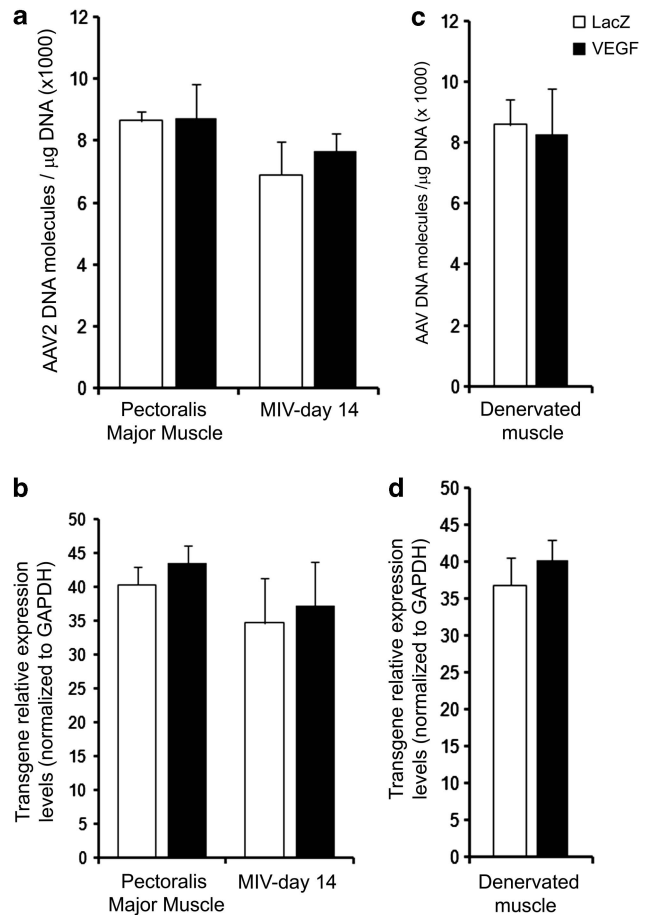 a
AAV2 DNA molecules / μg DNA (x1000)
12
10
8
6
4
2
0
Pectoralis
Major Muscle
MIV-day 14
c
LacZ
VEGF
AAV DNA molecules /μg DNA (x 1000)
12
10
8
6
4
2
0
Denervated
muscle
b
Transgene relative expression
levels (normalized to GAPDH)
50
45
40
35
30
25
20
15
10
5
0
Pectoralis
Major Muscle
MIV-day 14
d
Transgene relative expression
levels (normalized to GAPDH)
50
45
40
35
30
25
20
15
10
5
0
Denervated
muscle